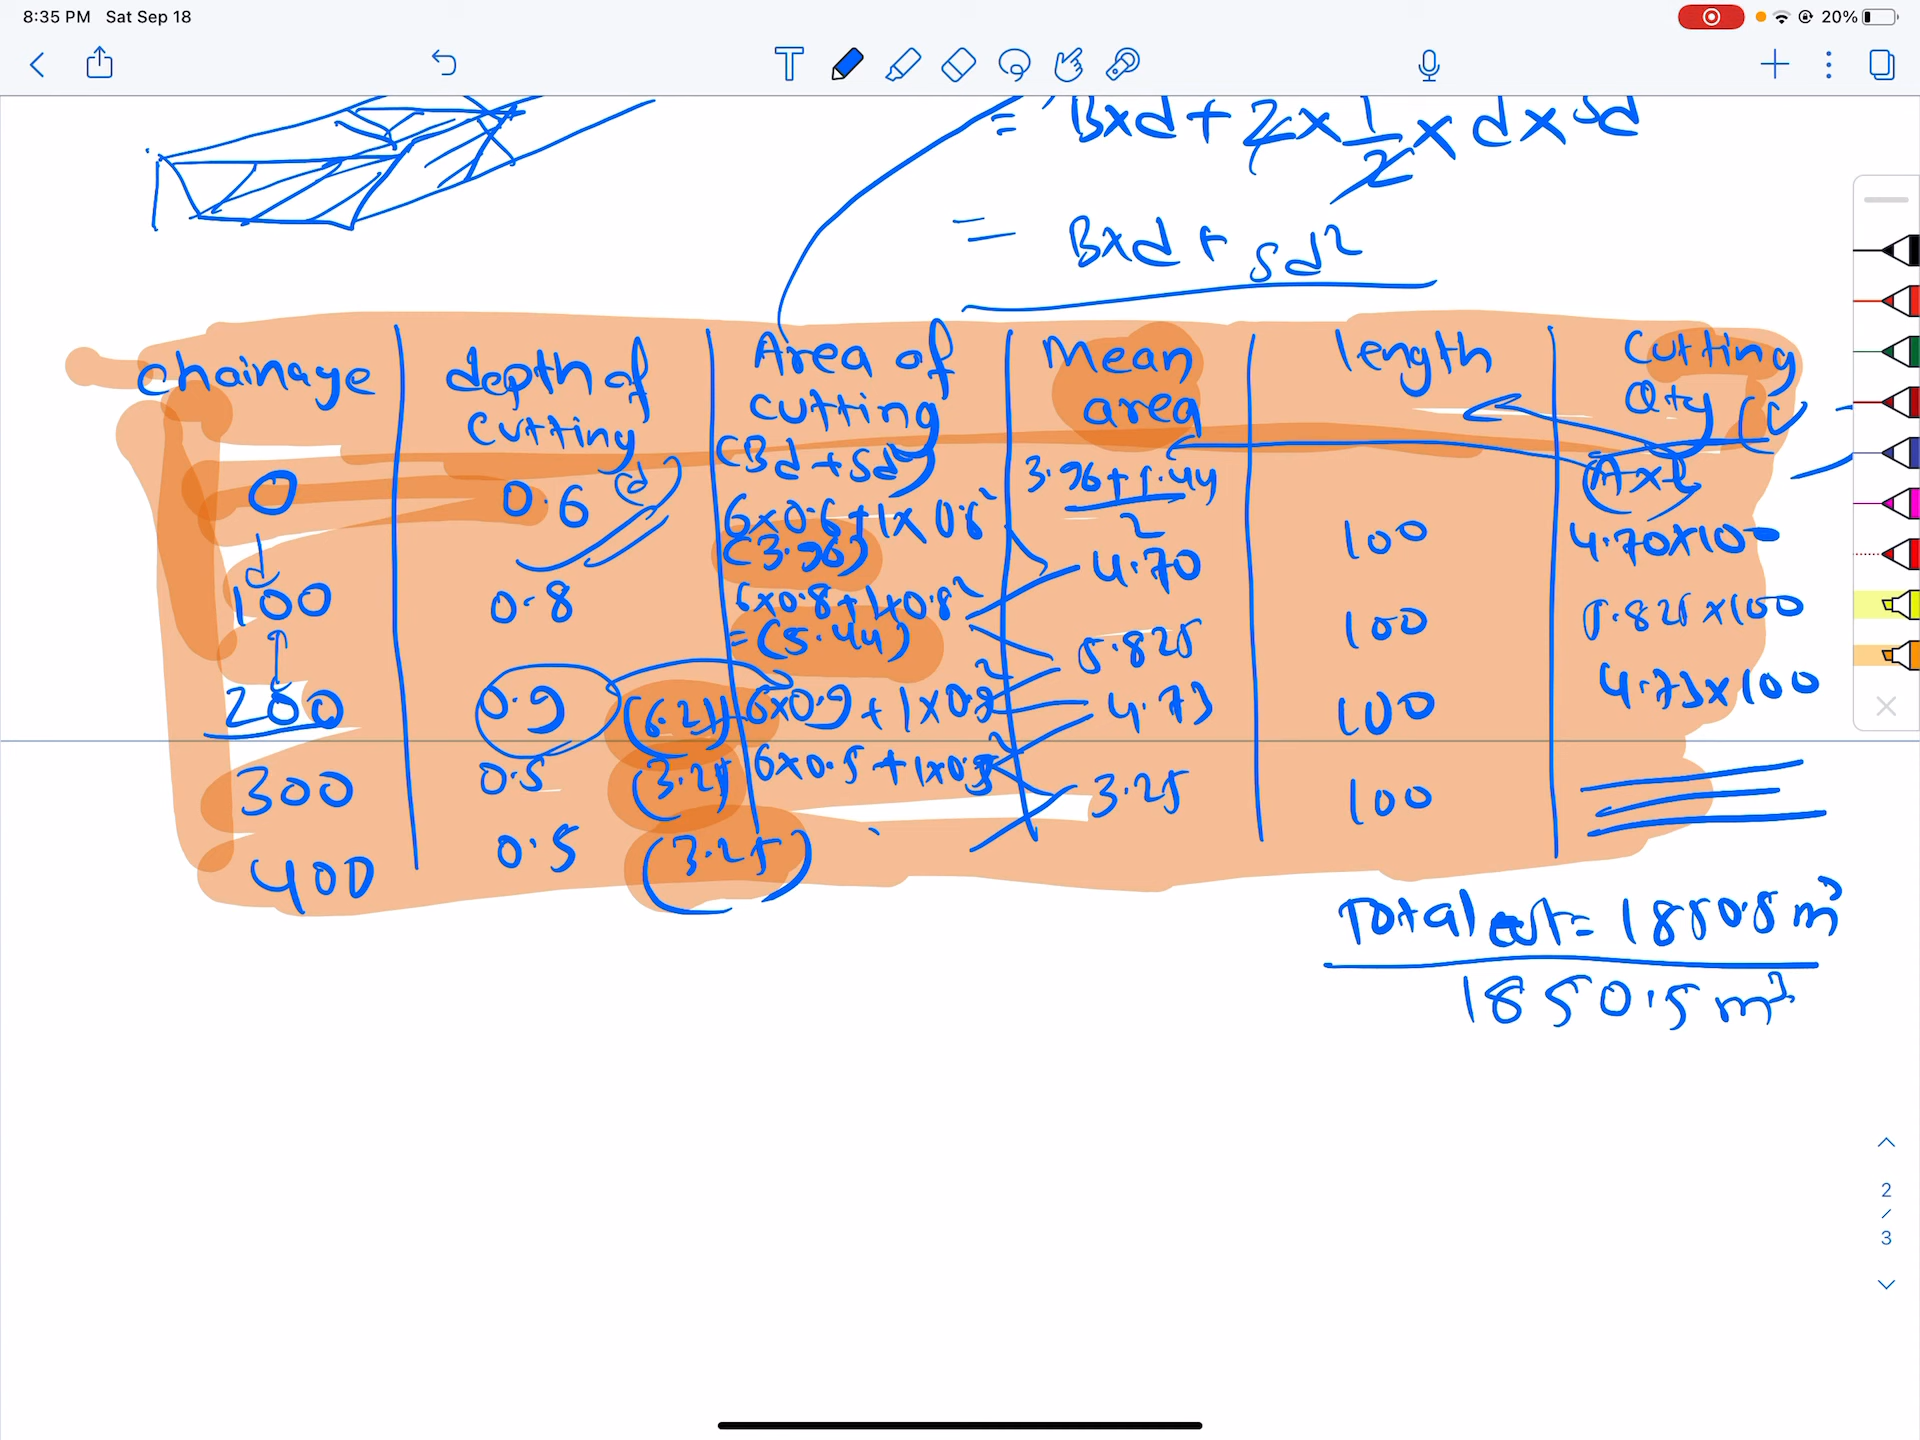 8:35 PM Sat Sep 18
20%
= Bxd + 2 x 1/2 x d x sd
= Bxd + sd²
chainage depth of cutting Area of cutting (Bd + sd²) Mean area length Cutting Qty (
(d) (A x L)
0 0.6 6x0.6 + 1x0.6² (3.96) 3.96 + 5.44 / 2
4.70 100 4.70x100
100 0.8 6x0.8 + 1x0.8² = (5.44)
5.825 100 5.825x100
200 0.9 (6.21) 6x0.9 + 1x0.9² 4.73 100 4.73x100
300 0.5 (3.25) 6x0.5 + 1x0.5² 3.25 100
400 0.5 (3.25)
Total = 1850.5 m³
1850.5 m³
2
/
3